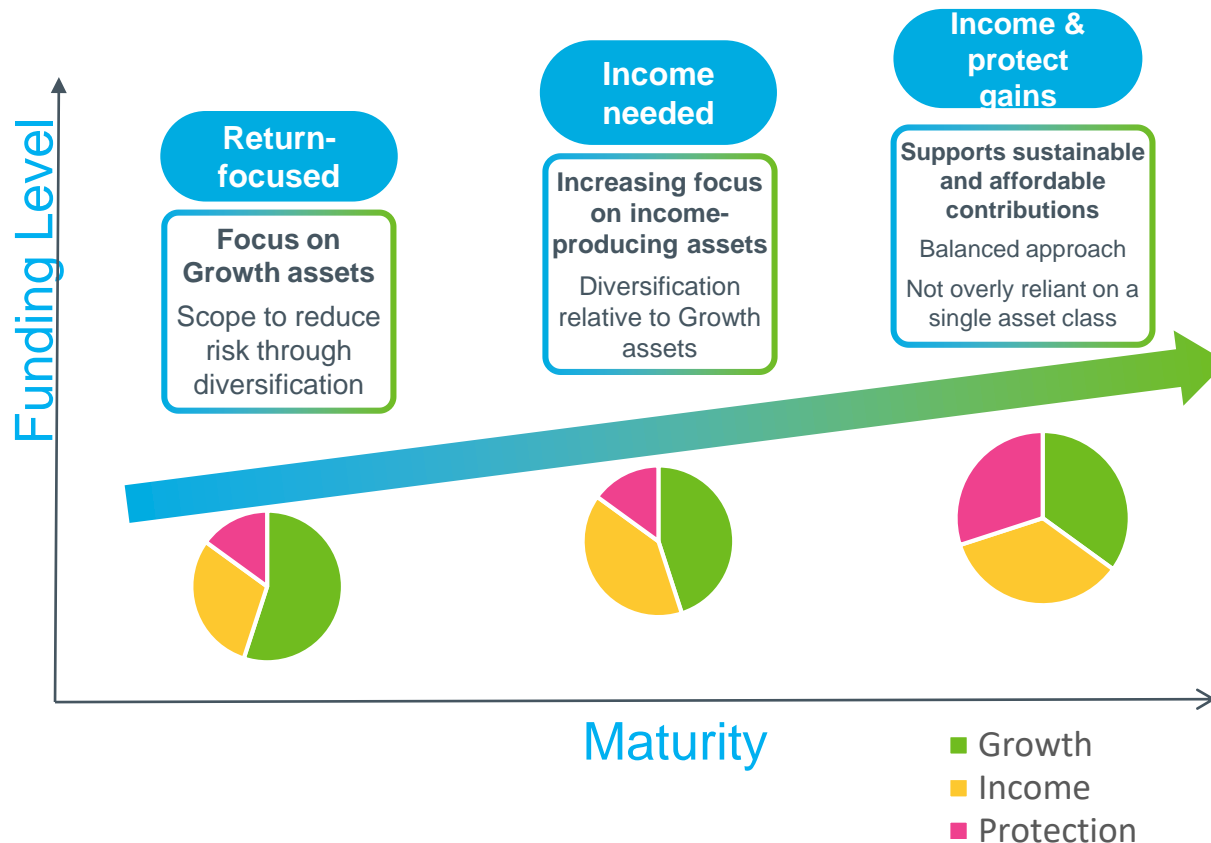 Funding Level
Return-
focused
Focus on
Growth assets
Scope to reduce
risk through
diversification
Income
needed
Increasing focus
on income-
producing assets
Diversification
relative to Growth
assets
Income &
protect
gains
Supports sustainable
and affordable
contributions
Balanced approach
Not overly reliant on a
single asset class
Maturity
Growth
Income
Protection